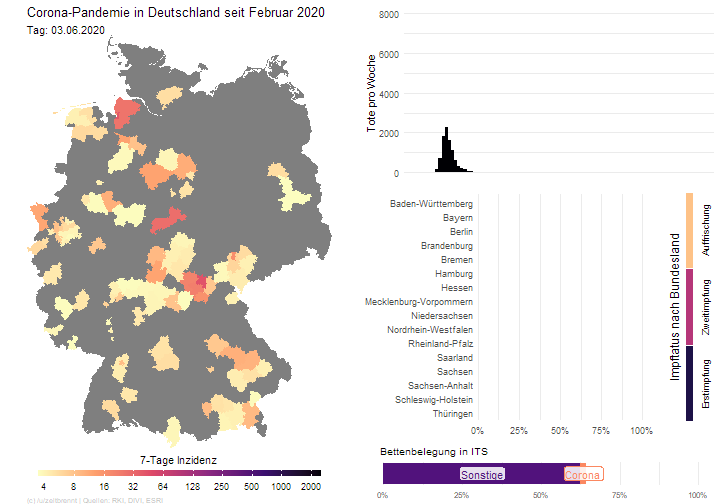 Corona-Pandemie in Deutschland seit Februar 2020
Tag: 03.06.2020
7-Tage Inzidenz
4 8 16 32 64 130 250 500 1000 2000
(c) /u/zeitbrennt | Quellen: RKI, DIVI, ESRI
Tote pro Woche
8000
6000
4000
2000
0
Baden-Württemberg
Bayern
Berlin
Brandenburg
Bremen
Hamburg
Hessen
Mecklenburg-Vorpommern
Niedersachsen
Nordrhein-Westfalen
Rheinland-Pfalz
Saarland
Sachsen
Sachsen-Anhalt
Schleswig-Holstein
Thüringen
0% 25% 50% 75% 100%
Impfstatus nach Bundesland
Auffrischung
Zweitimpfung
Erstimpfung
Bettenbelegung in ITS
Sonstige
Corona
0% 25% 50% 75% 100%